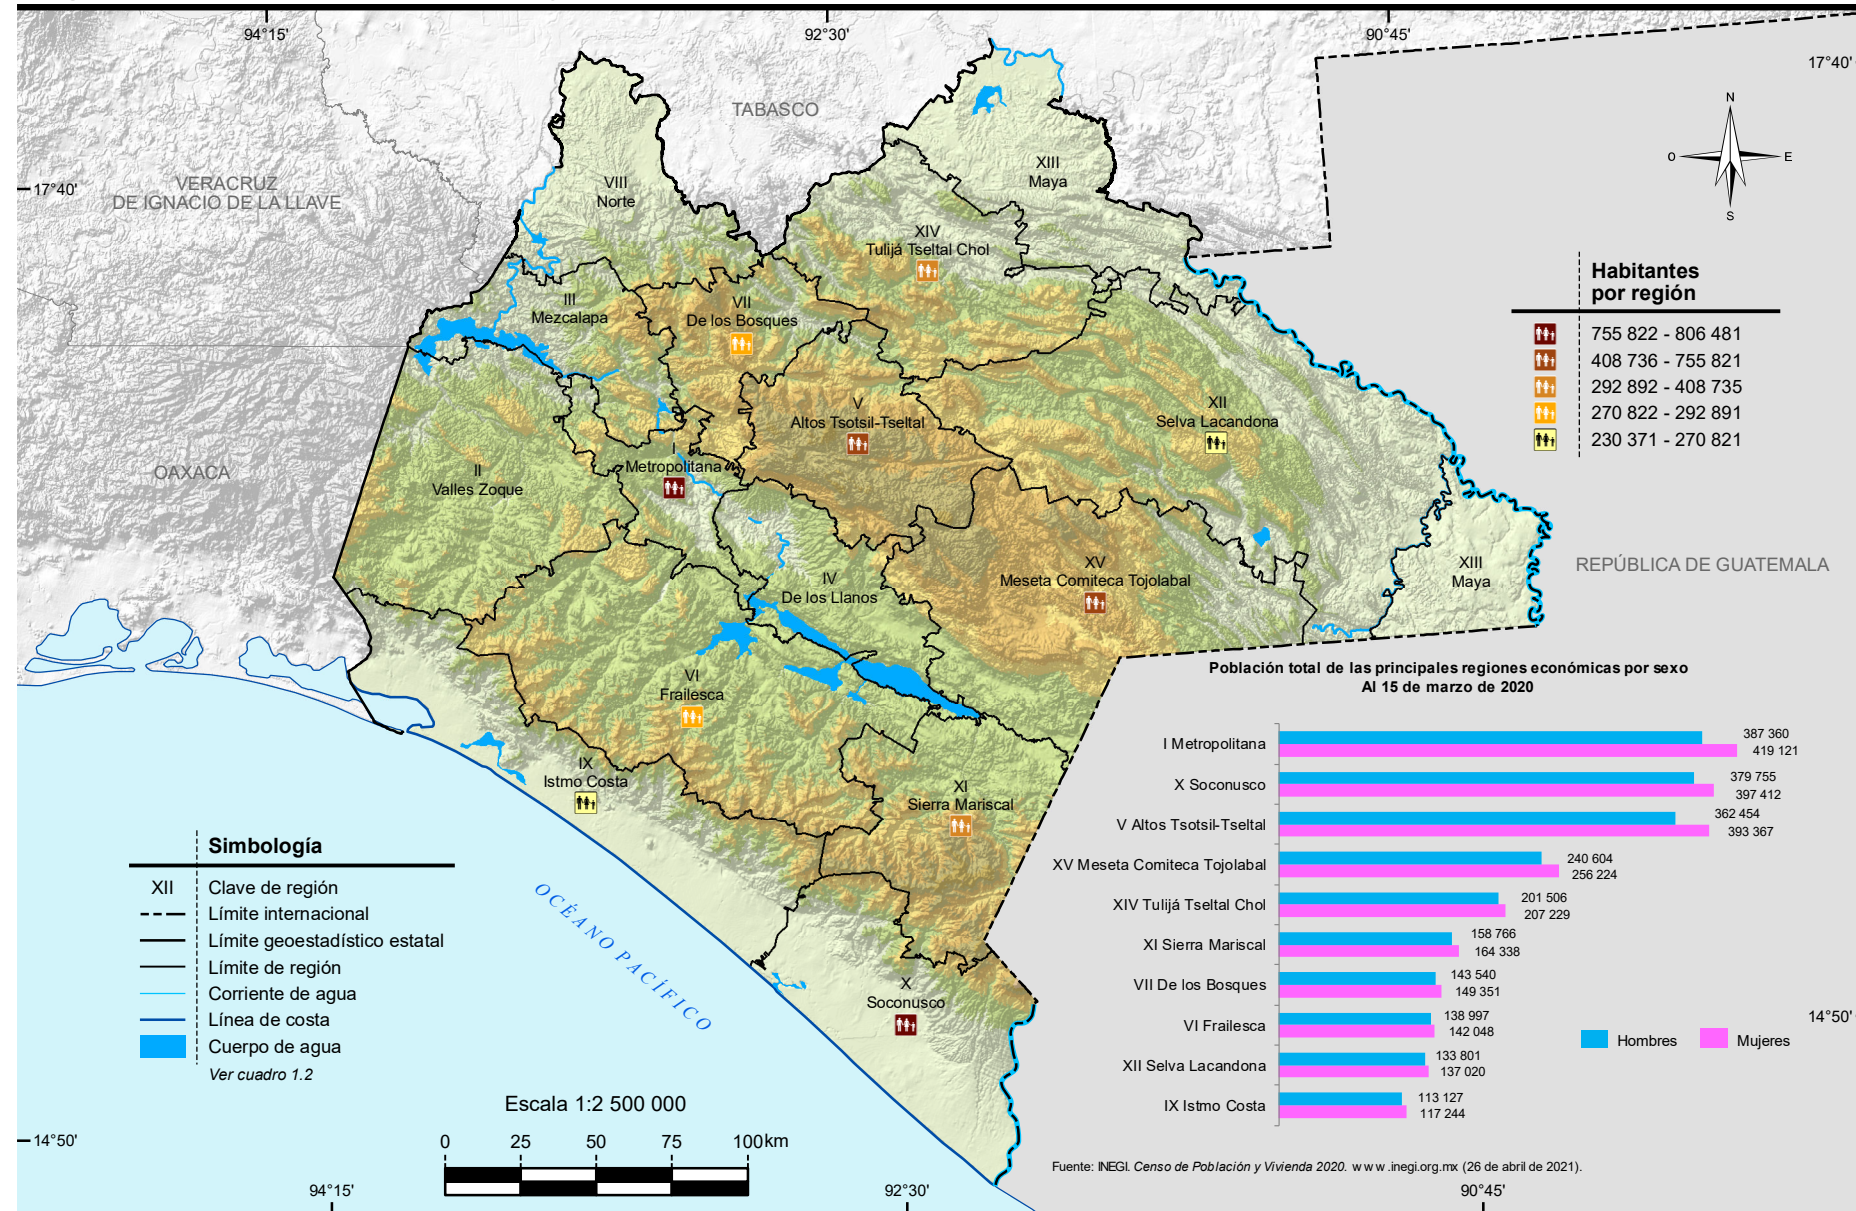 94°15'
92°30'
90°45'
17°40'
17°40'
TABASCO
VERACRUZ
DE IGNACIO DE LA LLAVE
OAXACA
REPÚBLICA DE GUATEMALA
N
O
E
S
VIII
Norte
XIII
Maya
XIV
Tulijá Tseltal Chol
III
Mezcalapa
VII
De los Bosques
V
Altos Tsotsil-Tseltal
XII
Selva Lacandona
I
Metropolitana
II
Valles Zoque
IV
De los Llanos
XV
Meseta Comiteca Tojolabal
XIII
Maya
VI
Frailesca
IX
Istmo Costa
XI
Sierra Mariscal
X
Soconusco
OCÉANO PACÍFICO
Habitantes
por región
755 822 - 806 481
408 736 - 755 821
292 892 - 408 735
270 822 - 292 891
230 371 - 270 821
Población total de las principales regiones económicas por sexo
Al 15 de marzo de 2020
I Metropolitana
387 360
419 121
X Soconusco
379 755
397 412
V Altos Tsotsil-Tseltal
362 454
393 367
XV Meseta Comiteca Tojolabal
240 604
256 224
XIV Tulijá Tseltal Chol
201 506
207 229
XI Sierra Mariscal
158 766
164 338
VII De los Bosques
143 540
149 351
VI Frailesca
138 997
142 048
XII Selva Lacandona
133 801
137 020
IX Istmo Costa
113 127
117 244
Hombres
Mujeres
Fuente: INEGI. Censo de Población y Vivienda 2020. www.inegi.org.mx (26 de abril de 2021).
Simbología
XII Clave de región
Límite internacional
Límite geoestadístico estatal
Límite de región
Corriente de agua
Línea de costa
Cuerpo de agua
Ver cuadro 1.2
Escala 1:2 500 000
0 25 50 75 100km
14°50'
14°50'
94°15'
92°30'
90°45'